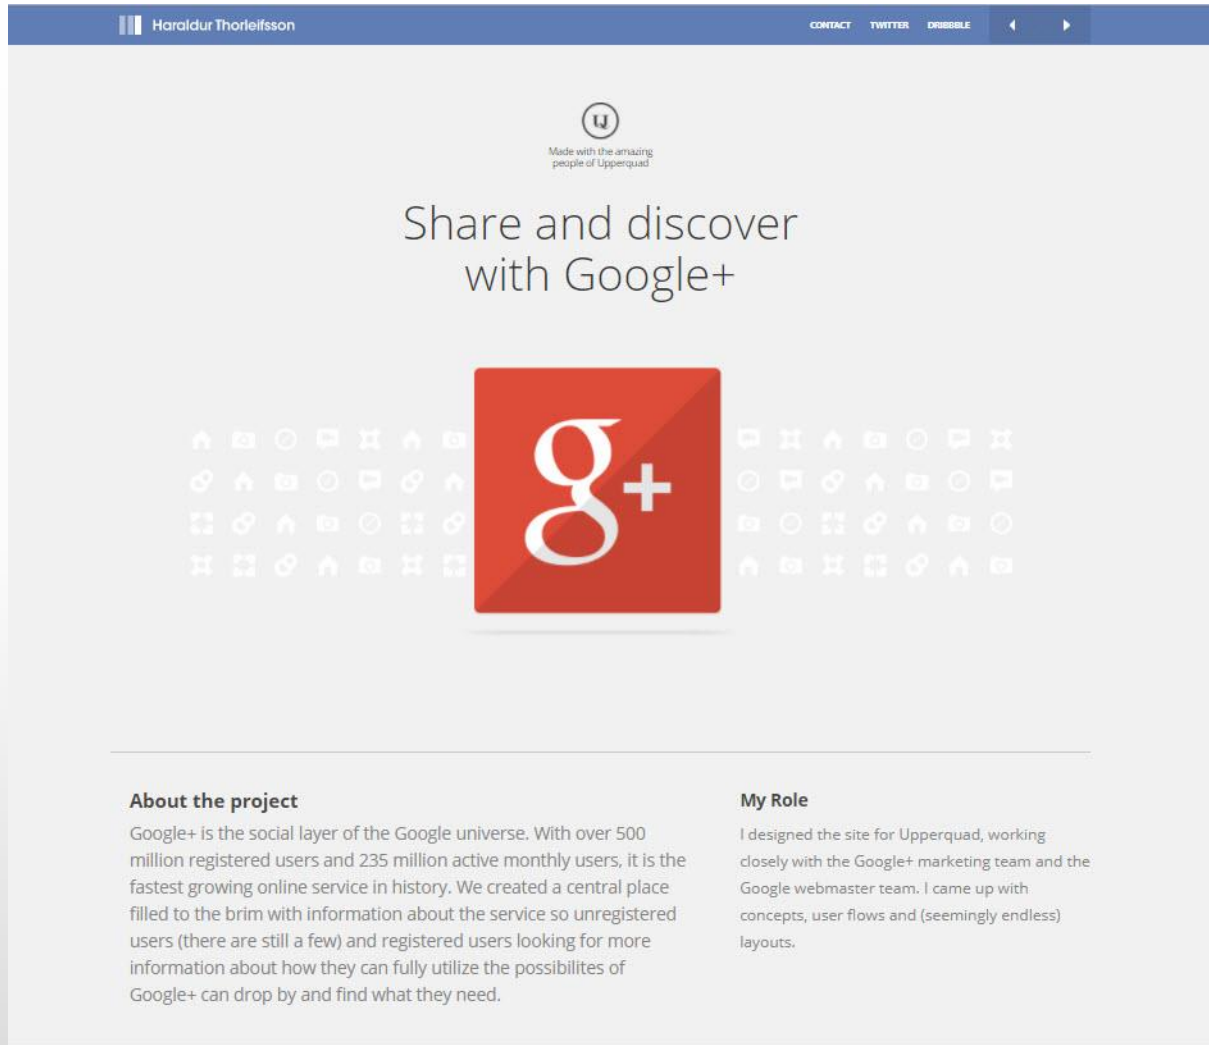 Haraldur Thorleifsson
CONTACT TWITTER DRIBBBLE
U
Made with the amazing
people of Upperquad
Share and discover
with Google+
g+
About the project
Google+ is the social layer of the Google universe. With over 500
million registered users and 235 million active monthly users, it is the
fastest growing online service in history. We created a central place
filled to the brim with information about the service so unregistered
users (there are still a few) and registered users looking for more
information about how they can fully utilize the possibilites of
Google+ can drop by and find what they need.
My Role
I designed the site for Upperquad, working
closely with the Google+ marketing team and the
Google webmaster team. I came up with
concepts, user flows and (seemingly endless)
layouts.